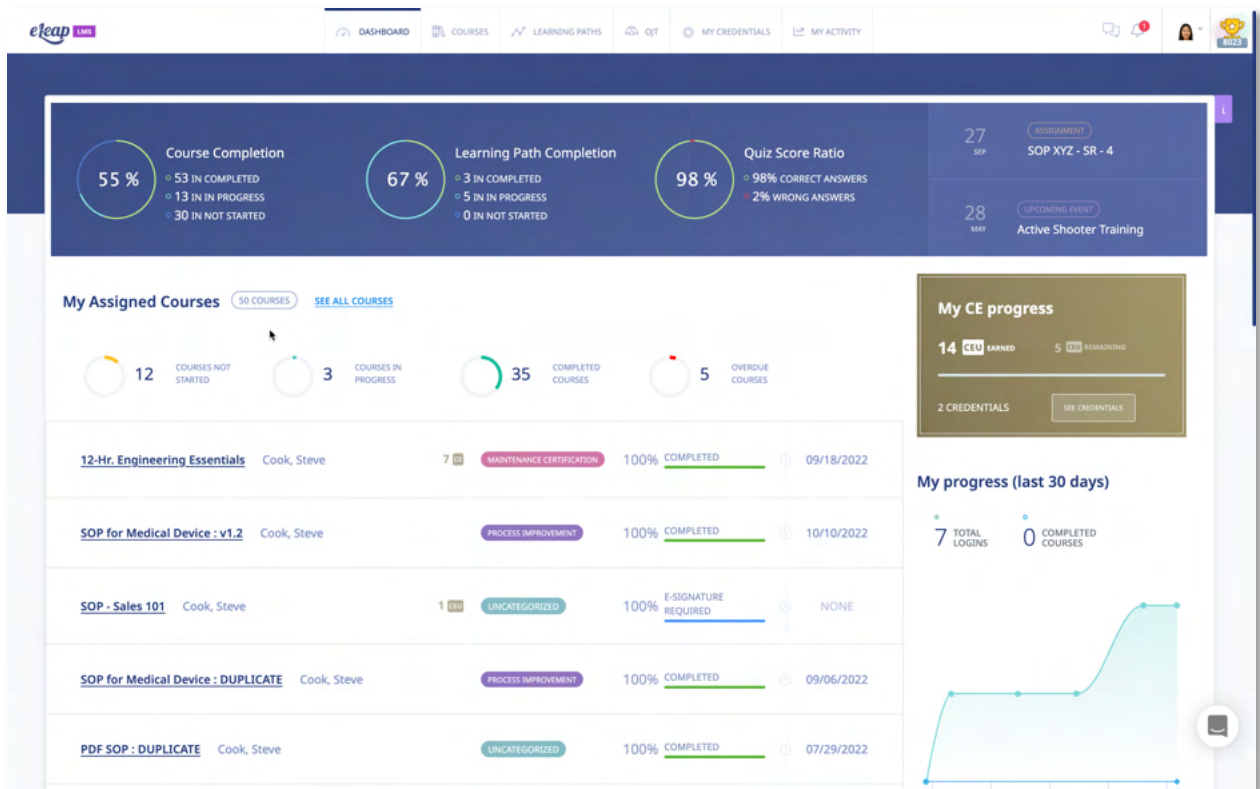 eleap LMS
DASHBOARD
COURSES
LEARNING PATHS
OJT
MY CREDENTIALS
MY ACTIVITY
1
8023
i
55 %
Course Completion
53 IN COMPLETED
13 IN IN PROGRESS
30 IN NOT STARTED
67 %
Learning Path Completion
3 IN COMPLETED
5 IN IN PROGRESS
0 IN NOT STARTED
98 %
Quiz Score Ratio
98% CORRECT ANSWERS
2% WRONG ANSWERS
27
SEP
ASSIGNMENT
SOP XYZ - SR - 4
28
MAY
UPCOMING EVENT
Active Shooter Training
My Assigned Courses 50 COURSES SEE ALL COURSES
12 COURSES NOT
STARTED
3 COURSES IN
PROGRESS
35 COMPLETED
COURSES
5 OVERDUE
COURSES
12-Hr. Engineering Essentials Cook, Steve 7 CE MAINTENANCE CERTIFICATION 100% COMPLETED 09/18/2022
SOP for Medical Device : v1.2 Cook, Steve PROCESS IMPROVEMENT 100% COMPLETED 10/10/2022
SOP - Sales 101 Cook, Steve 1 CEU UNCATEGORIZED 100% E-SIGNATURE
REQUIRED NONE
SOP for Medical Device : DUPLICATE Cook, Steve PROCESS IMPROVEMENT 100% COMPLETED 09/06/2022
PDF SOP : DUPLICATE Cook, Steve UNCATEGORIZED 100% COMPLETED 07/29/2022
My CE progress
14 CEU EARNED 5 CEU REMAINING
2 CREDENTIALS SEE CREDENTIALS
My progress (last 30 days)
7 TOTAL
LOGINS
0 COMPLETED
COURSES